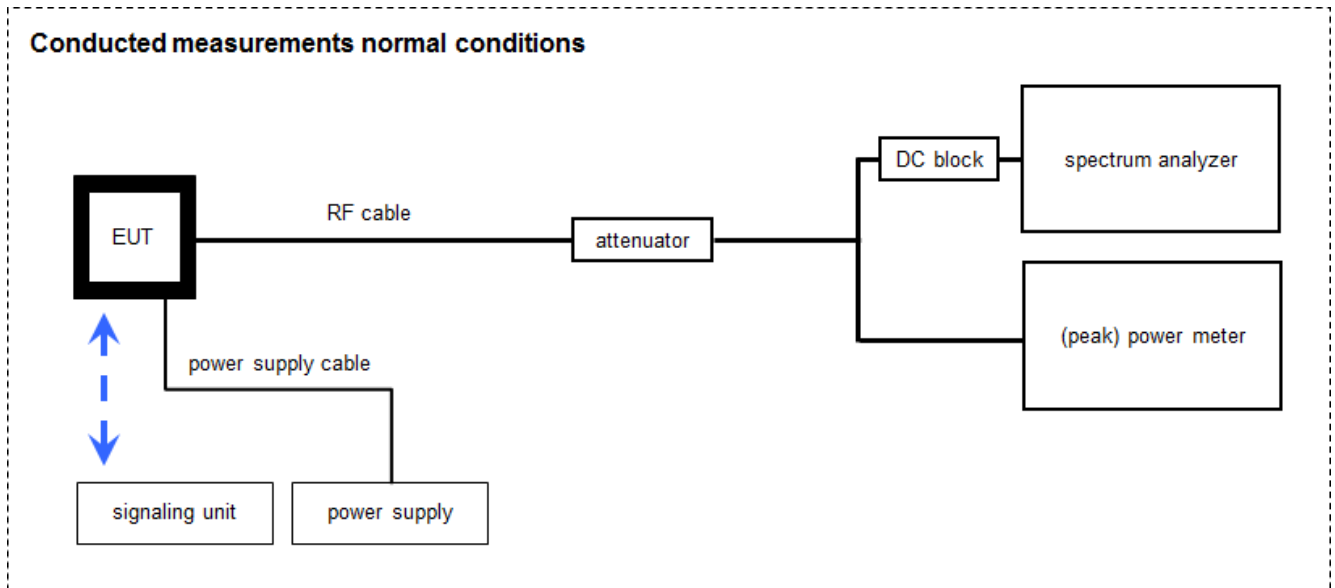 Conducted measurements normal conditions
DC block
spectrum analyzer
EUT
RF cable
attenuator
(peak) power meter
power supply cable
signaling unit
power supply